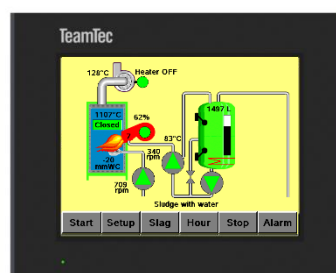 TeamTec
128°C
Heater OFF
1497 L
1107°C
Closed
62%
83°C
-20
mmWC
340
rpm
709
rpm
Sludge with water
Start
Setup
Slag
Hour
Stop
Alarm